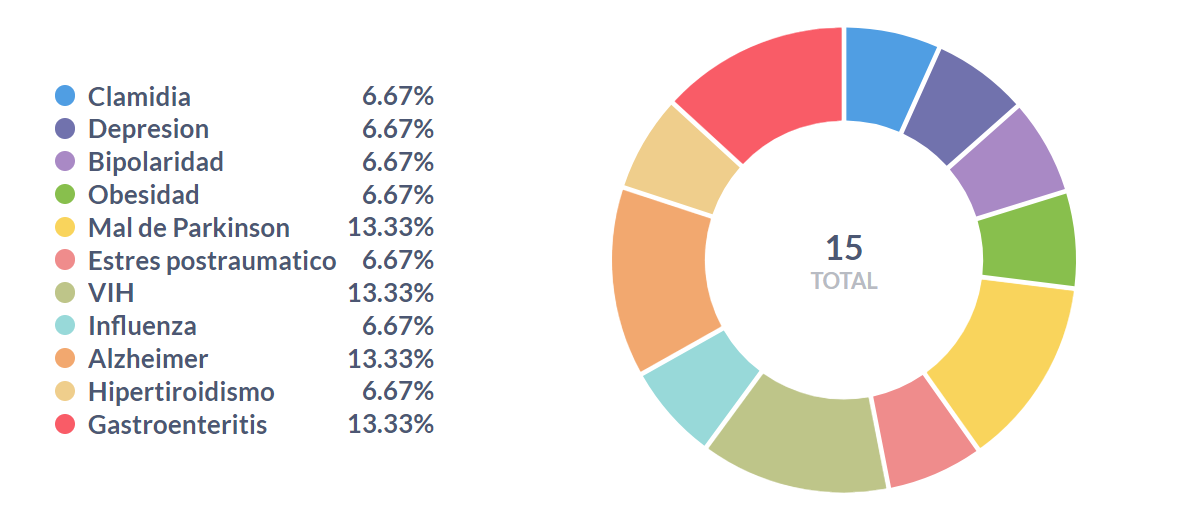 Clamidia 6.67%
Depresion 6.67%
Bipolaridad 6.67%
Obesidad 6.67%
Mal de Parkinson 13.33%
Estres postraumatico 6.67%
VIH 13.33%
Influenza 6.67%
Alzheimer 13.33%
Hipertiroidismo 6.67%
Gastroenteritis 13.33%
15
TOTAL